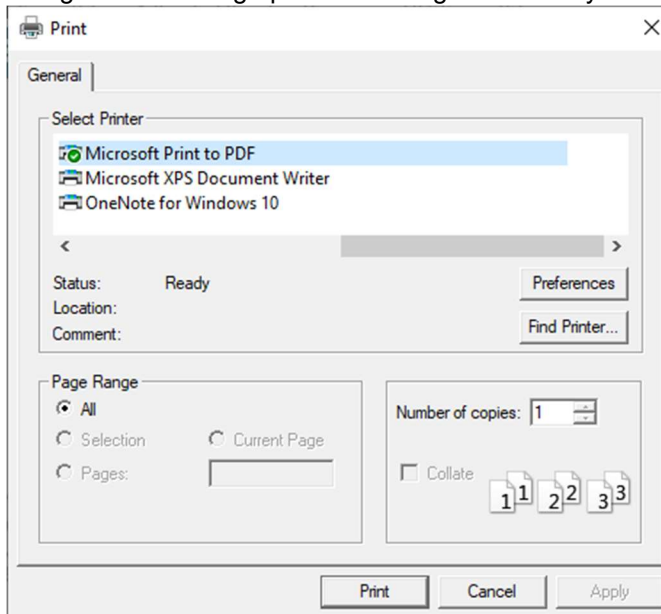 Print
General
Select Printer
Microsoft Print to PDF
Microsoft XPS Document Writer
OneNote for Windows 10
Status: Ready
Location:
Comment:
Preferences
Find Printer...
Page Range
All
Selection
Current Page
Pages:
Number of copies: 1
Collate
1 1 2 2 3 3
Print Cancel Apply